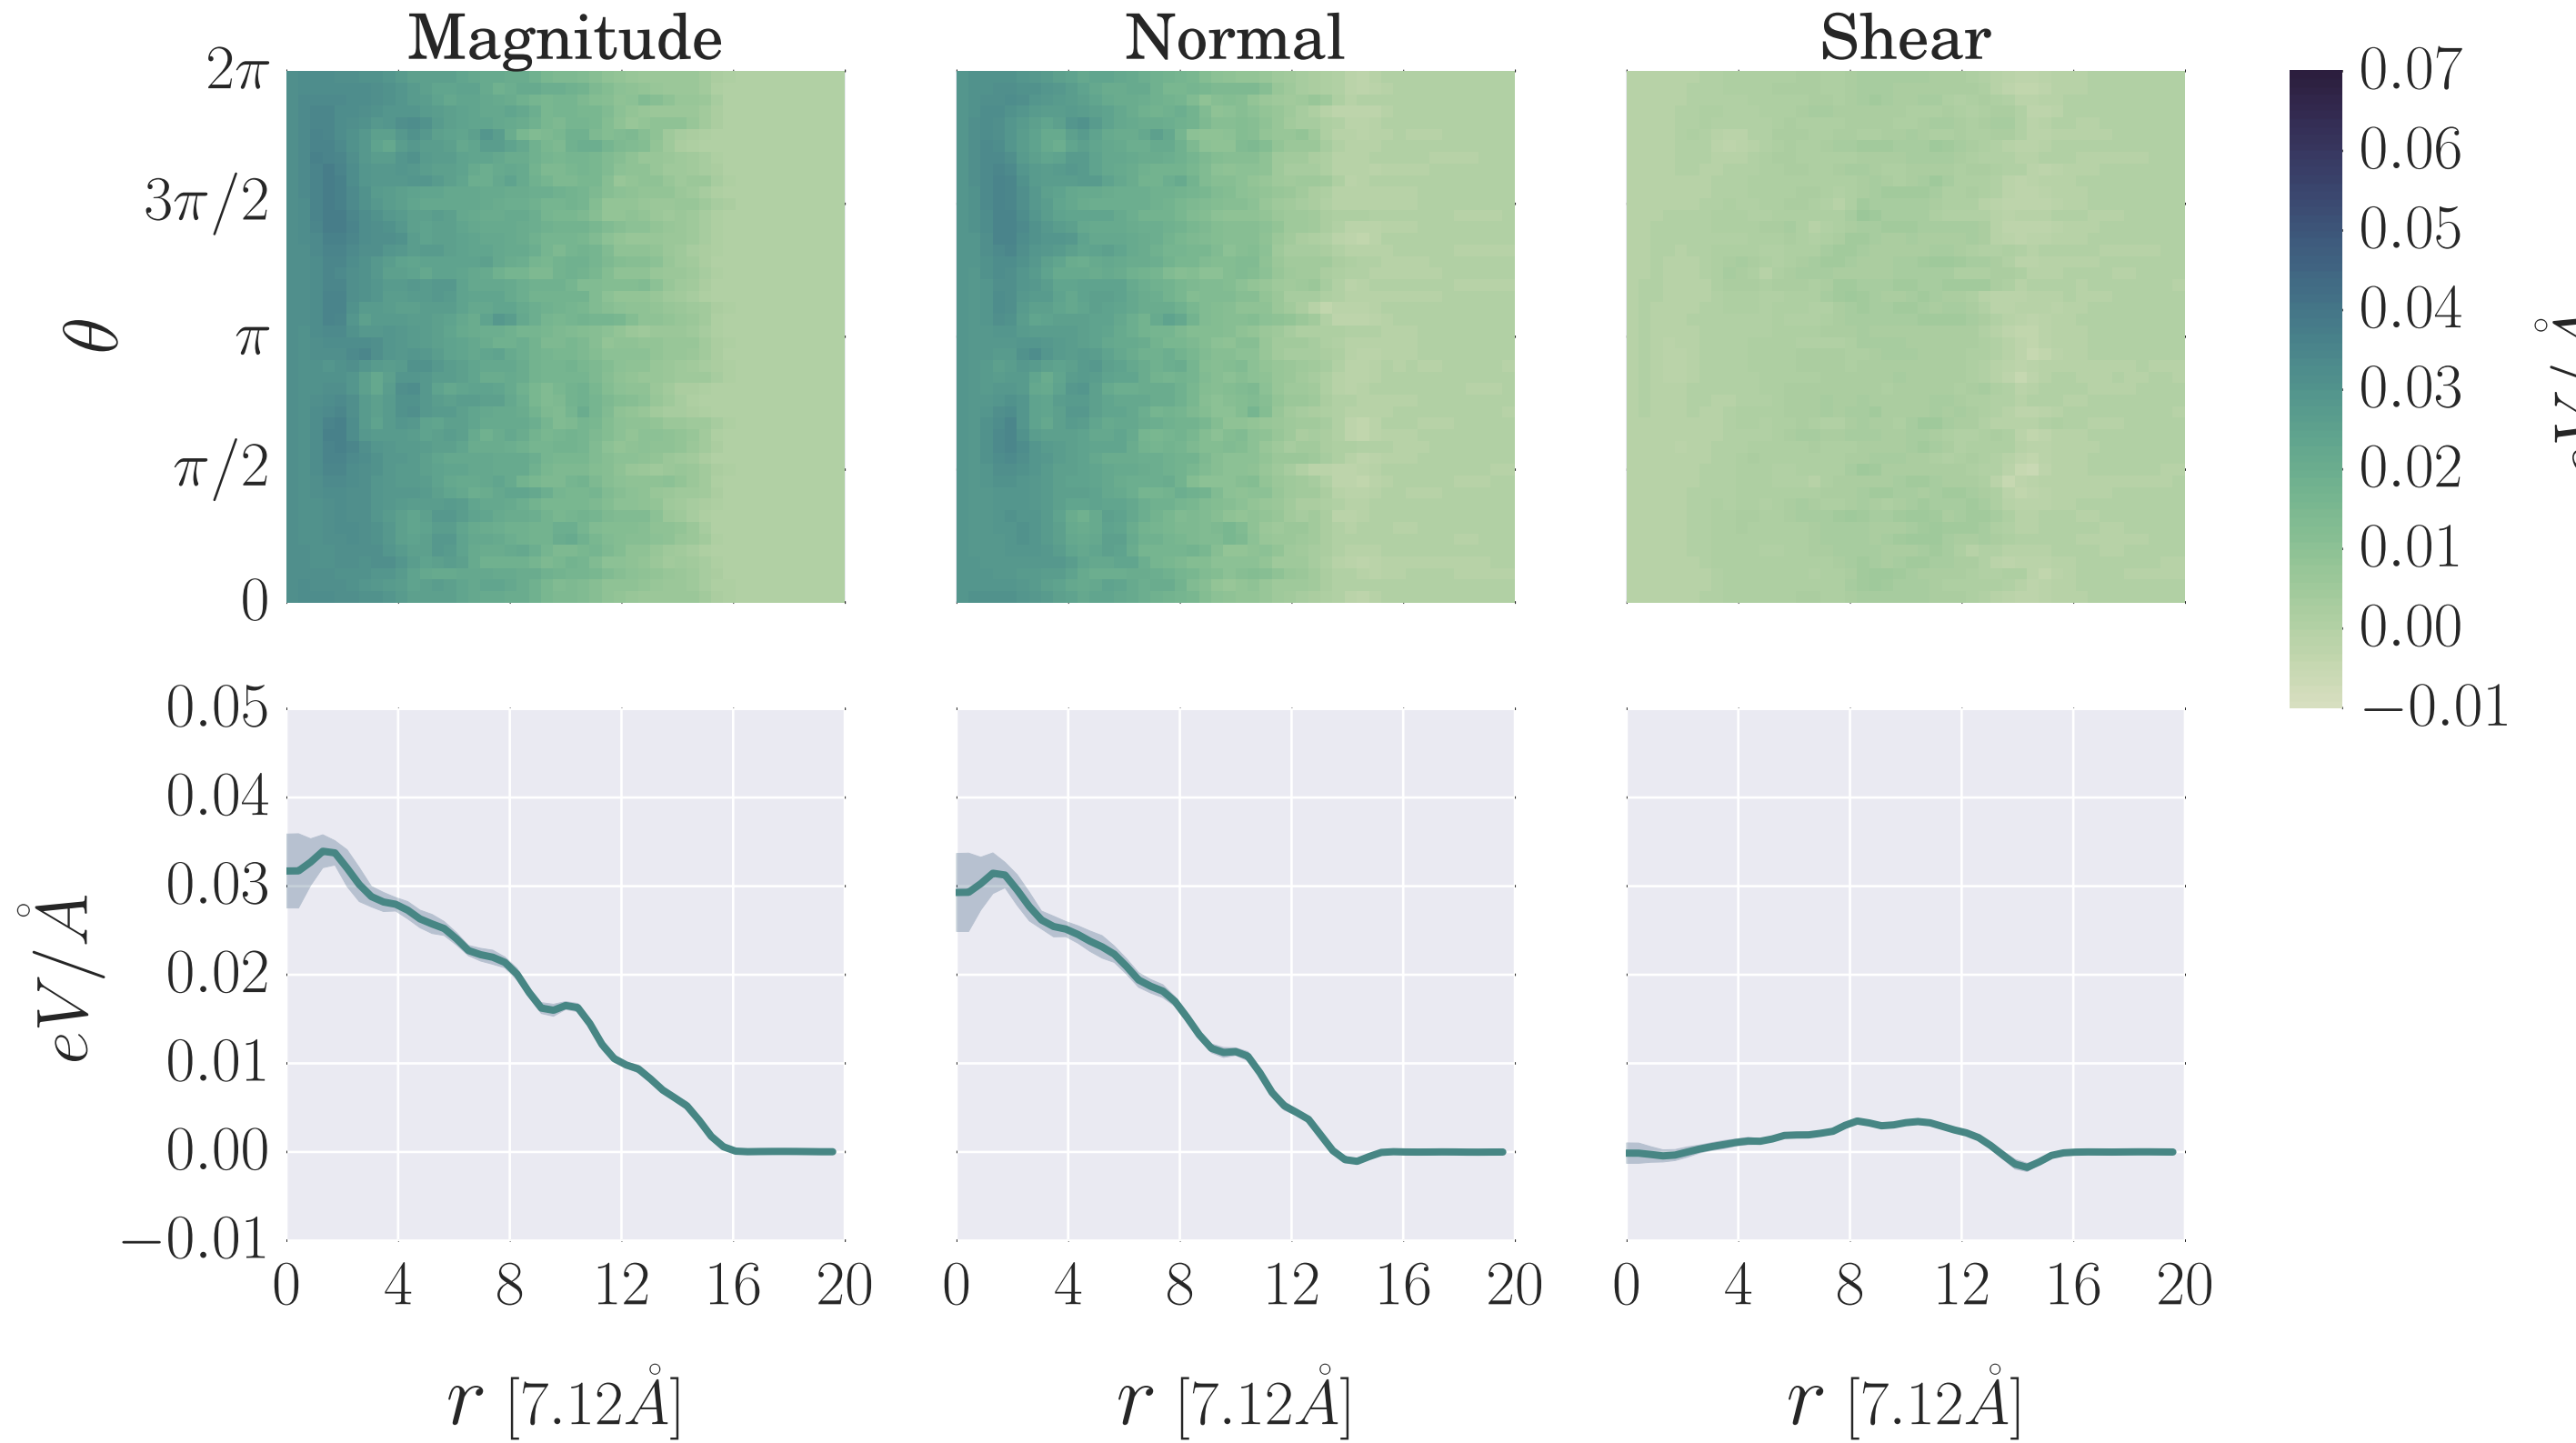 Magnitude Normal Shear
2π
3π/2
π
π/2
0
θ
0.07
0.06
0.05
0.04
0.03
0.02
0.01
0.00
−0.01
eV/Å
0.05
0.04
0.03
0.02
0.01
0.00
−0.01
eV/Å
0 4 8 12 16 20
0 4 8 12 16 20
0 4 8 12 16 20
r [7.12Å]
r [7.12Å]
r [7.12Å]